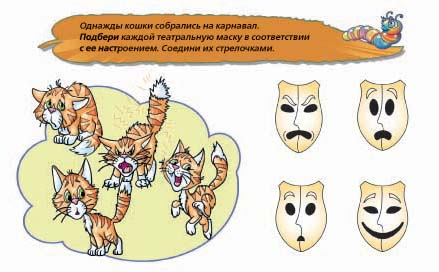 Однажды кошки собрались на карнавал.
Подбери каждой театральную маску в соответствии
с ее настроением. Соедини их стрелочками.